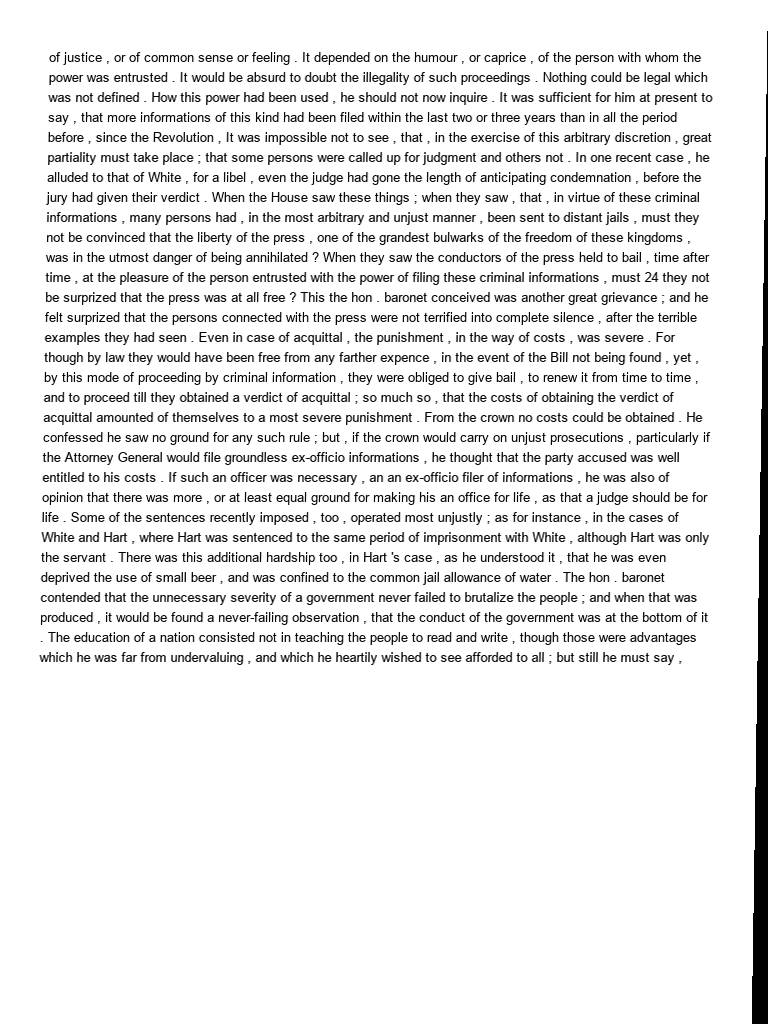 of justice , or of common sense or feeling . It depended on the humour , or caprice , of the person with whom the
power was entrusted . It would be absurd to doubt the illegality of such proceedings . Nothing could be legal which
was not defined . How this power had been used , he should not now inquire . It was sufficient for him at present to
say , that more informations of this kind had been filed within the last two or three years than in all the period
before , since the Revolution , It was impossible not to see , that , in the exercise of this arbitrary discretion , great
partiality must take place ; that some persons were called up for judgment and others not . In one recent case , he
alluded to that of White , for a libel , even the judge had gone the length of anticipating condemnation , before the
jury had given their verdict . When the House saw these things ; when they saw , that , in virtue of these criminal
informations , many persons had , in the most arbitrary and unjust manner , been sent to distant jails , must they
not be convinced that the liberty of the press , one of the grandest bulwarks of the freedom of these kingdoms ,
was in the utmost danger of being annihilated ? When they saw the conductors of the press held to bail , time after
time , at the pleasure of the person entrusted with the power of filing these criminal informations , must 24 they not
be surprized that the press was at all free ? This the hon . baronet conceived was another great grievance ; and he
felt surprized that the persons connected with the press were not terrified into complete silence , after the terrible
examples they had seen . Even in case of acquittal , the punishment , in the way of costs , was severe . For
though by law they would have been free from any farther expence , in the event of the Bill not being found , yet ,
by this mode of proceeding by criminal information , they were obliged to give bail , to renew it from time to time ,
and to proceed till they obtained a verdict of acquittal ; so much so , that the costs of obtaining the verdict of
acquittal amounted of themselves to a most severe punishment . From the crown no costs could be obtained . He
confessed he saw no ground for any such rule ; but , if the crown would carry on unjust prosecutions , particularly if
the Attorney General would file groundless ex-officio informations , he thought that the party accused was well
entitled to his costs . If such an officer was necessary , an an ex-officio filer of informations , he was also of
opinion that there was more , or at least equal ground for making his an office for life , as that a judge should be for
life . Some of the sentences recently imposed , too , operated most unjustly ; as for instance , in the cases of
White and Hart , where Hart was sentenced to the same period of imprisonment with White , although Hart was only
the servant . There was this additional hardship too , in Hart 's case , as he understood it , that he was even
deprived the use of small beer , and was confined to the common jail allowance of water . The hon . baronet
contended that the unnecessary severity of a government never failed to brutalize the people ; and when that was
produced , it would be found a never-failing observation , that the conduct of the government was at the bottom of it
. The education of a nation consisted not in teaching the people to read and write , though those were advantages
which he was far from undervaluing , and which he heartily wished to see afforded to all ; but still he must say ,